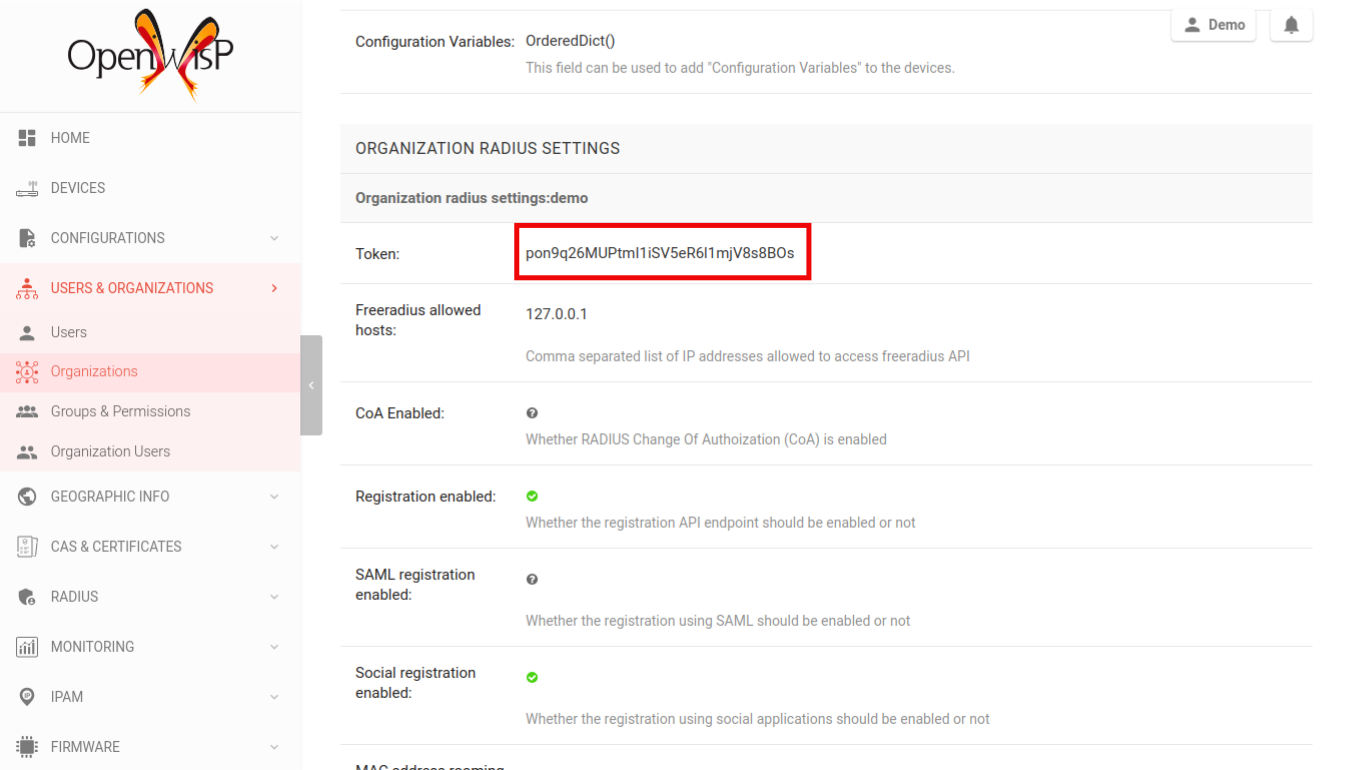 OpenWISP
Demo
HOME
DEVICES
CONFIGURATIONS
USERS & ORGANIZATIONS
Users
Organizations
Groups & Permissions
Organization Users
GEOGRAPHIC INFO
CAS & CERTIFICATES
RADIUS
MONITORING
IPAM
FIRMWARE
Configuration Variables: OrderedDict()
This field can be used to add "Configuration Variables" to the devices.
ORGANIZATION RADIUS SETTINGS
Organization radius settings:demo
Token: pon9q26MUPtmI1iSV5eR6I1mjV8s8BOs
Freeradius allowed
hosts: 127.0.0.1
Comma separated list of IP addresses allowed to access freeradius API
CoA Enabled:
Whether RADIUS Change Of Authoization (CoA) is enabled
Registration enabled:
Whether the registration API endpoint should be enabled or not
SAML registration
enabled:
Whether the registration using SAML should be enabled or not
Social registration
enabled:
Whether the registration using social applications should be enabled or not
MAC address roaming